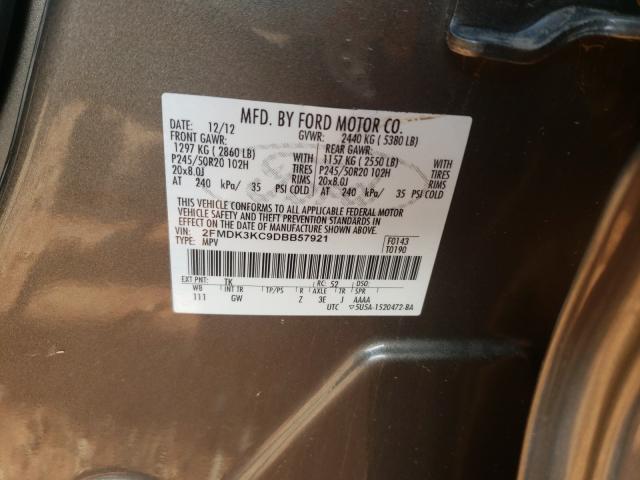 MFD. BY FORD MOTOR CO.
DATE: 12/12 GVWR: 2440 KG ( 5380 LB)
FRONT GAWR: REAR GAWR:
1297 KG ( 2860 LB) WITH 1157 KG ( 2550 LB) WITH
P245/50R20 102H TIRES P245/50R20 102H TIRES
20x8.0J RIMS 20x8.0J RIMS
AT 240 kPa/ 35 PSI COLD AT 240 kPa/ 35 PSI COLD
THIS VEHICLE CONFORMS TO ALL APPLICABLE FEDERAL MOTOR
VEHICLE SAFETY AND THEFT PREVENTION STANDARDS
IN EFFECT ON THE DATE OF MANUFACTURE SHOWN ABOVE.
VIN: 2FMDK3KC9DBB57921 F0143
TYPE: MPV T0190
EXT PNT: TK RC: 52 DSO:
WB INT TR TP/PS R AXLE TR SPR
111 GW Z 3E J AAAA
UTC ▽5U5A-1520472-BA